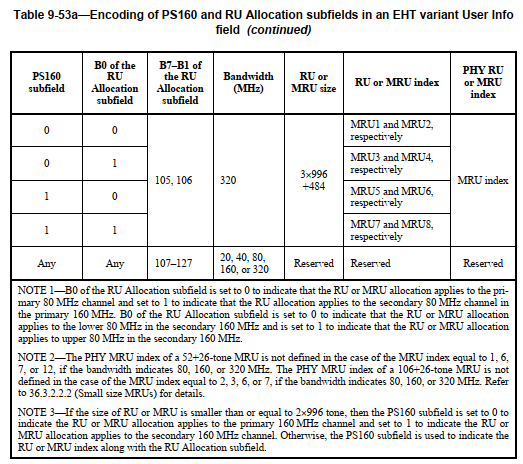 Table 9-53a—Encoding of PS160 and RU Allocation subfields in an EHT variant User Info
field (continued)
PS160 subfield | B0 of the RU Allocation subfield | B7–B1 of the RU Allocation subfield | Bandwidth (MHz) | RU or MRU size | RU or MRU index | PHY RU or MRU index
0 | 0 | 105, 106 | 320 | 3×996 +484 | MRU1 and MRU2, respectively | MRU index
0 | 1 | MRU3 and MRU4, respectively
1 | 0 | MRU5 and MRU6, respectively
1 | 1 | MRU7 and MRU8, respectively
Any | Any | 107–127 | 20, 40, 80, 160, or 320 | Reserved | Reserved | Reserved
NOTE 1—B0 of the RU Allocation subfield is set to 0 to indicate that the RU or MRU allocation applies to the pri-
mary 80 MHz channel and set to 1 to indicate that the RU allocation applies to the secondary 80 MHz channel in
the primary 160 MHz. B0 of the RU Allocation subfield is set to 0 to indicate that the RU or MRU allocation
applies to the lower 80 MHz in the secondary 160 MHz and is set to 1 to indicate that the RU or MRU allocation
applies to upper 80 MHz in the secondary 160 MHz.
NOTE 2—The PHY MRU index of a 52+26-tone MRU is not defined in the case of the MRU index equal to 1, 6,
7, or 12, if the bandwidth indicates 80, 160, or 320 MHz. The PHY MRU index of a 106+26-tone MRU is not
defined in the case of the MRU index equal to 2, 3, 6, or 7, if the bandwidth indicates 80, 160, or 320 MHz. Refer
to 36.3.2.2.2 (Small size MRUs) for details.
NOTE 3—If the size of RU or MRU is smaller than or equal to 2×996 tone, then the PS160 subfield is set to 0 to
indicate the RU or MRU allocation applies to the primary 160 MHz channel and set to 1 to indicate the RU or
MRU allocation applies to the secondary 160 MHz channel. Otherwise, the PS160 subfield is used to indicate the
RU or MRU index along with the RU Allocation subfield.